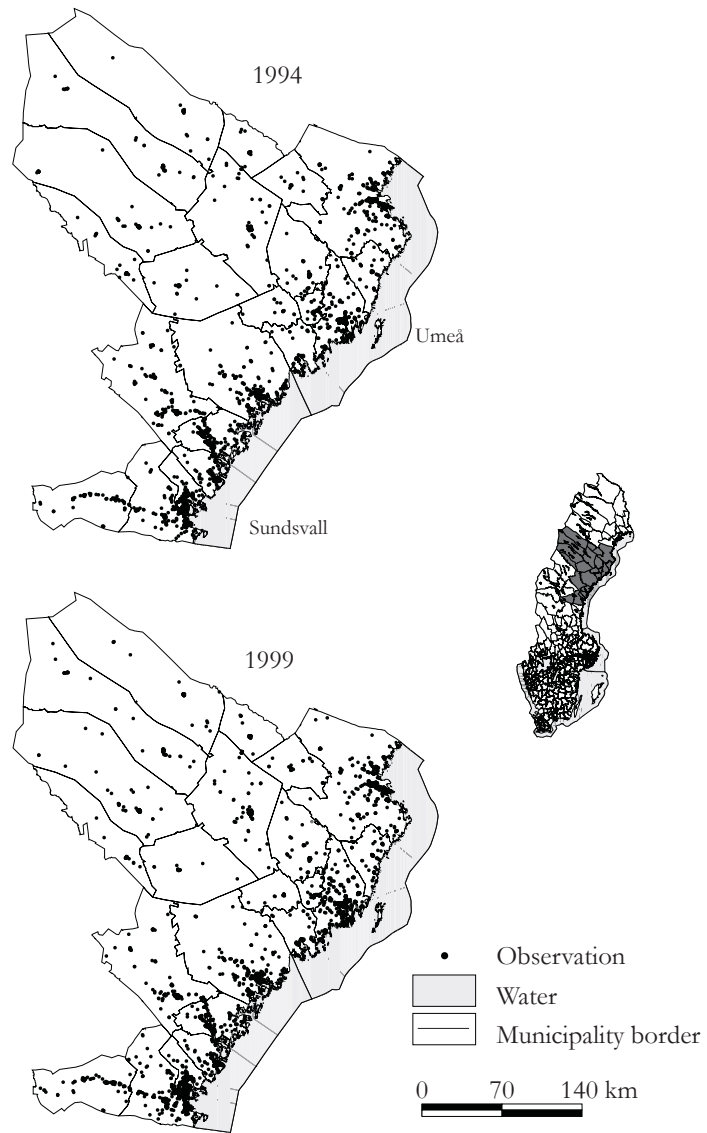 1994
Umeå
Sundsvall
1999
Observation
Water
Municipality border
0 70 140 km